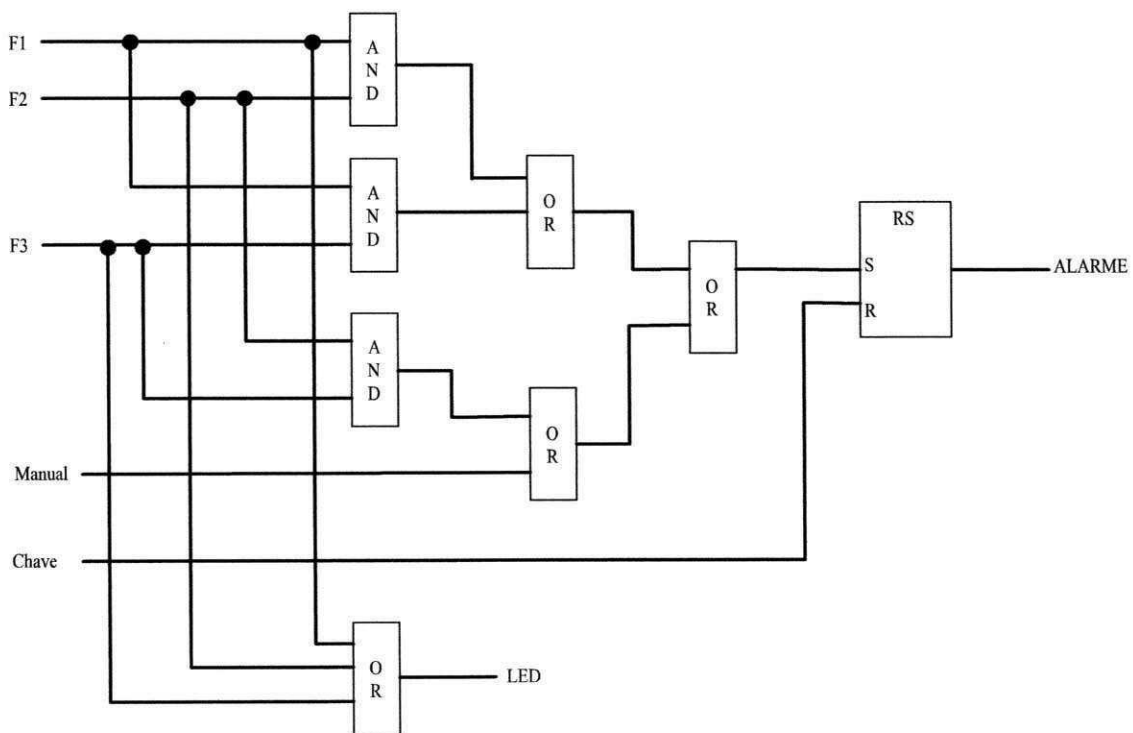 F1
F2
F3
Manual
Chave
AND
AND
AND
OR
OR
OR
OR
RS
S
R
ALARME
LED